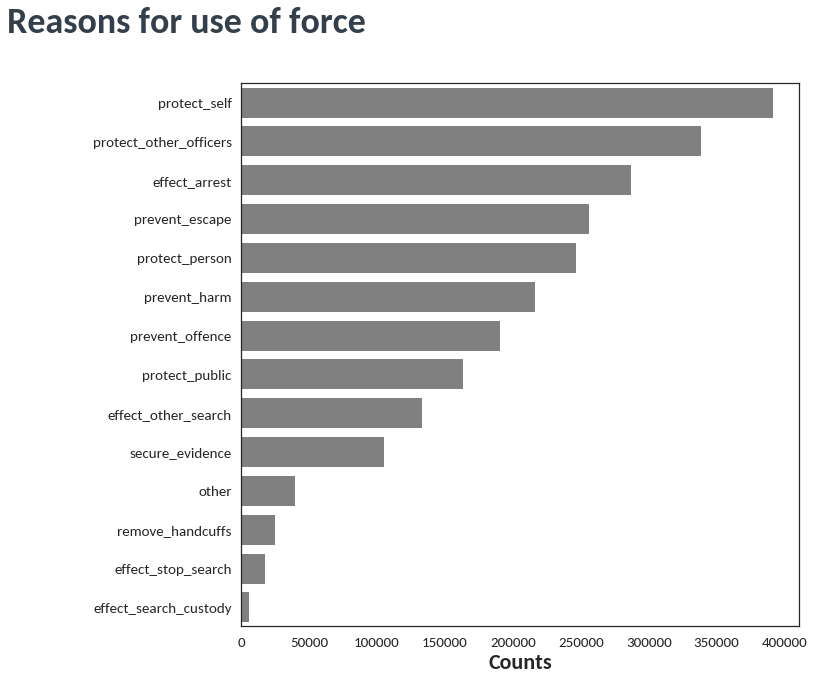 Reasons for use of force
protect_self
protect_other_officers
effect_arrest
prevent_escape
protect_person
prevent_harm
prevent_offence
protect_public
effect_other_search
secure_evidence
other
remove_handcuffs
effect_stop_search
effect_search_custody
0 50000 100000 150000 200000 250000 300000 350000 400000
Counts